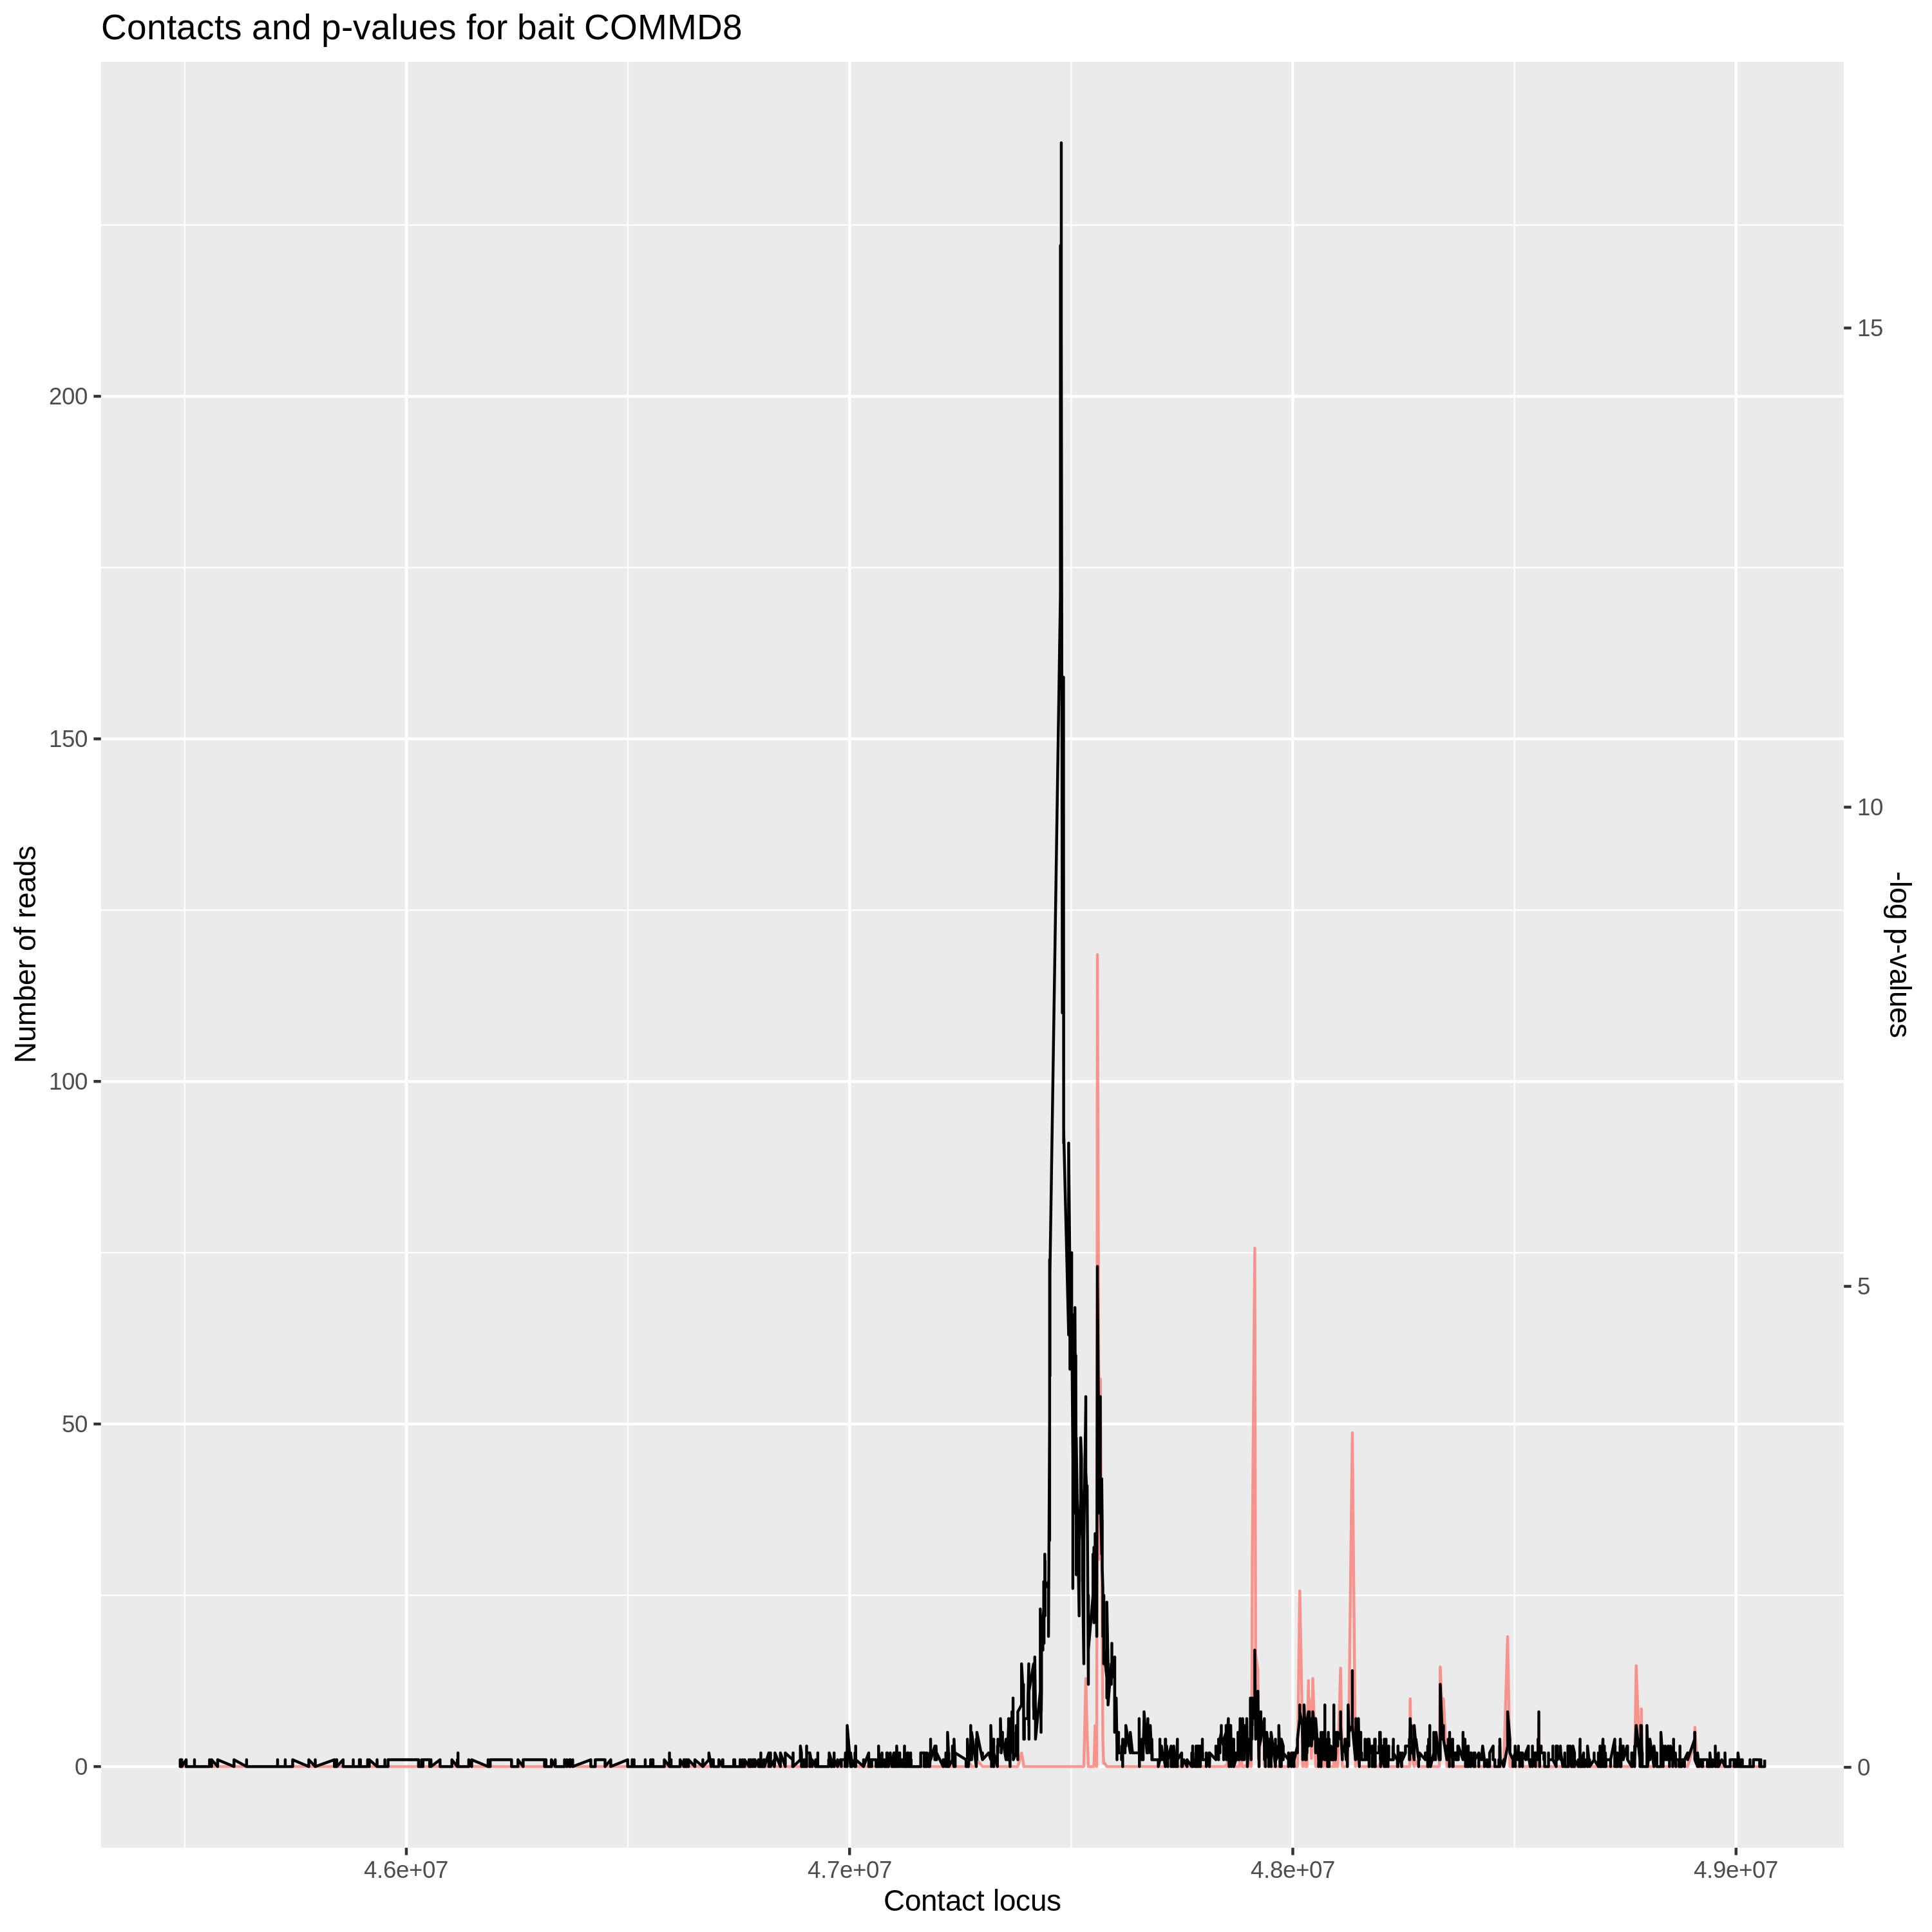 Contacts and p-values for bait COMMD8
Number of reads
200
150
100
50
0
15
10
5
0
-log p-values
4.6e+07
4.7e+07
4.8e+07
4.9e+07
Contact locus